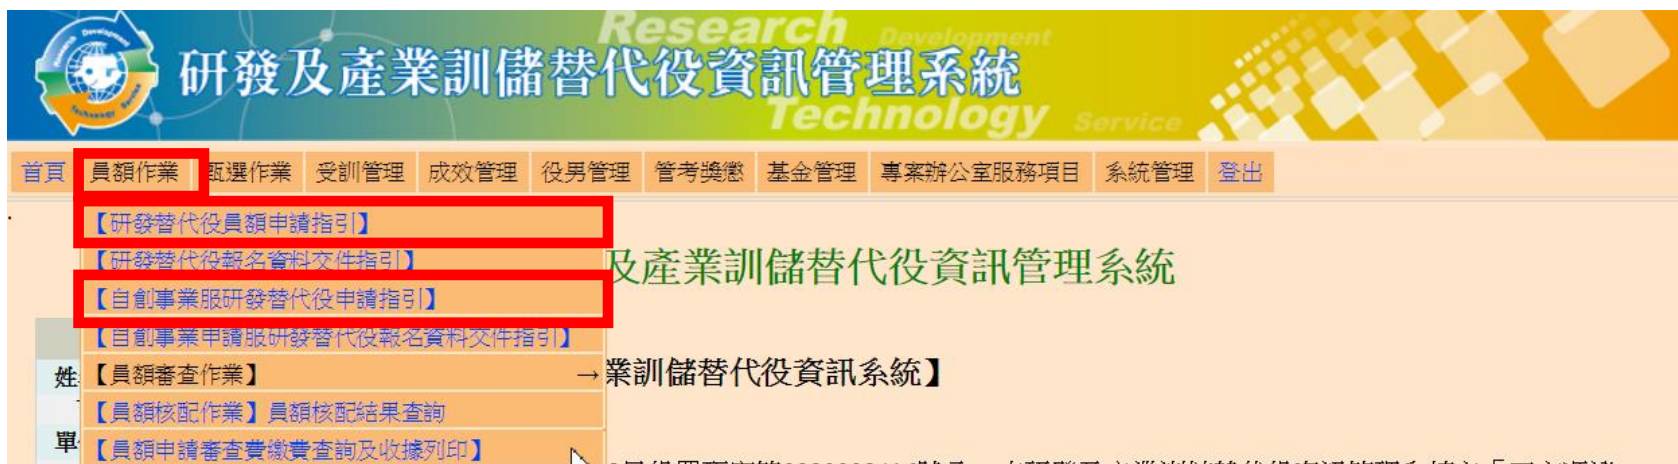 Research Development
研發及產業訓儲替代役資訊管理系統
Technology Service
首頁 員額作業 甄選作業 受訓管理 成效管理 役男管理 管考獎懲 基金管理 專案辦公室服務項目 系統管理 登出
【研發替代役員額申請指引】
【研發替代役報名資料交件指引】
及產業訓儲替代役資訊管理系統
【自創事業服研發替代役申請指引】
【自創事業申請服研發替代役報名資料交件指引】
姓
【員額審查作業】 →
業訓儲替代役資訊系統】
【員額核配作業】員額核配結果查詢
單
【員額申請審查費繳費查詢及收據列印】